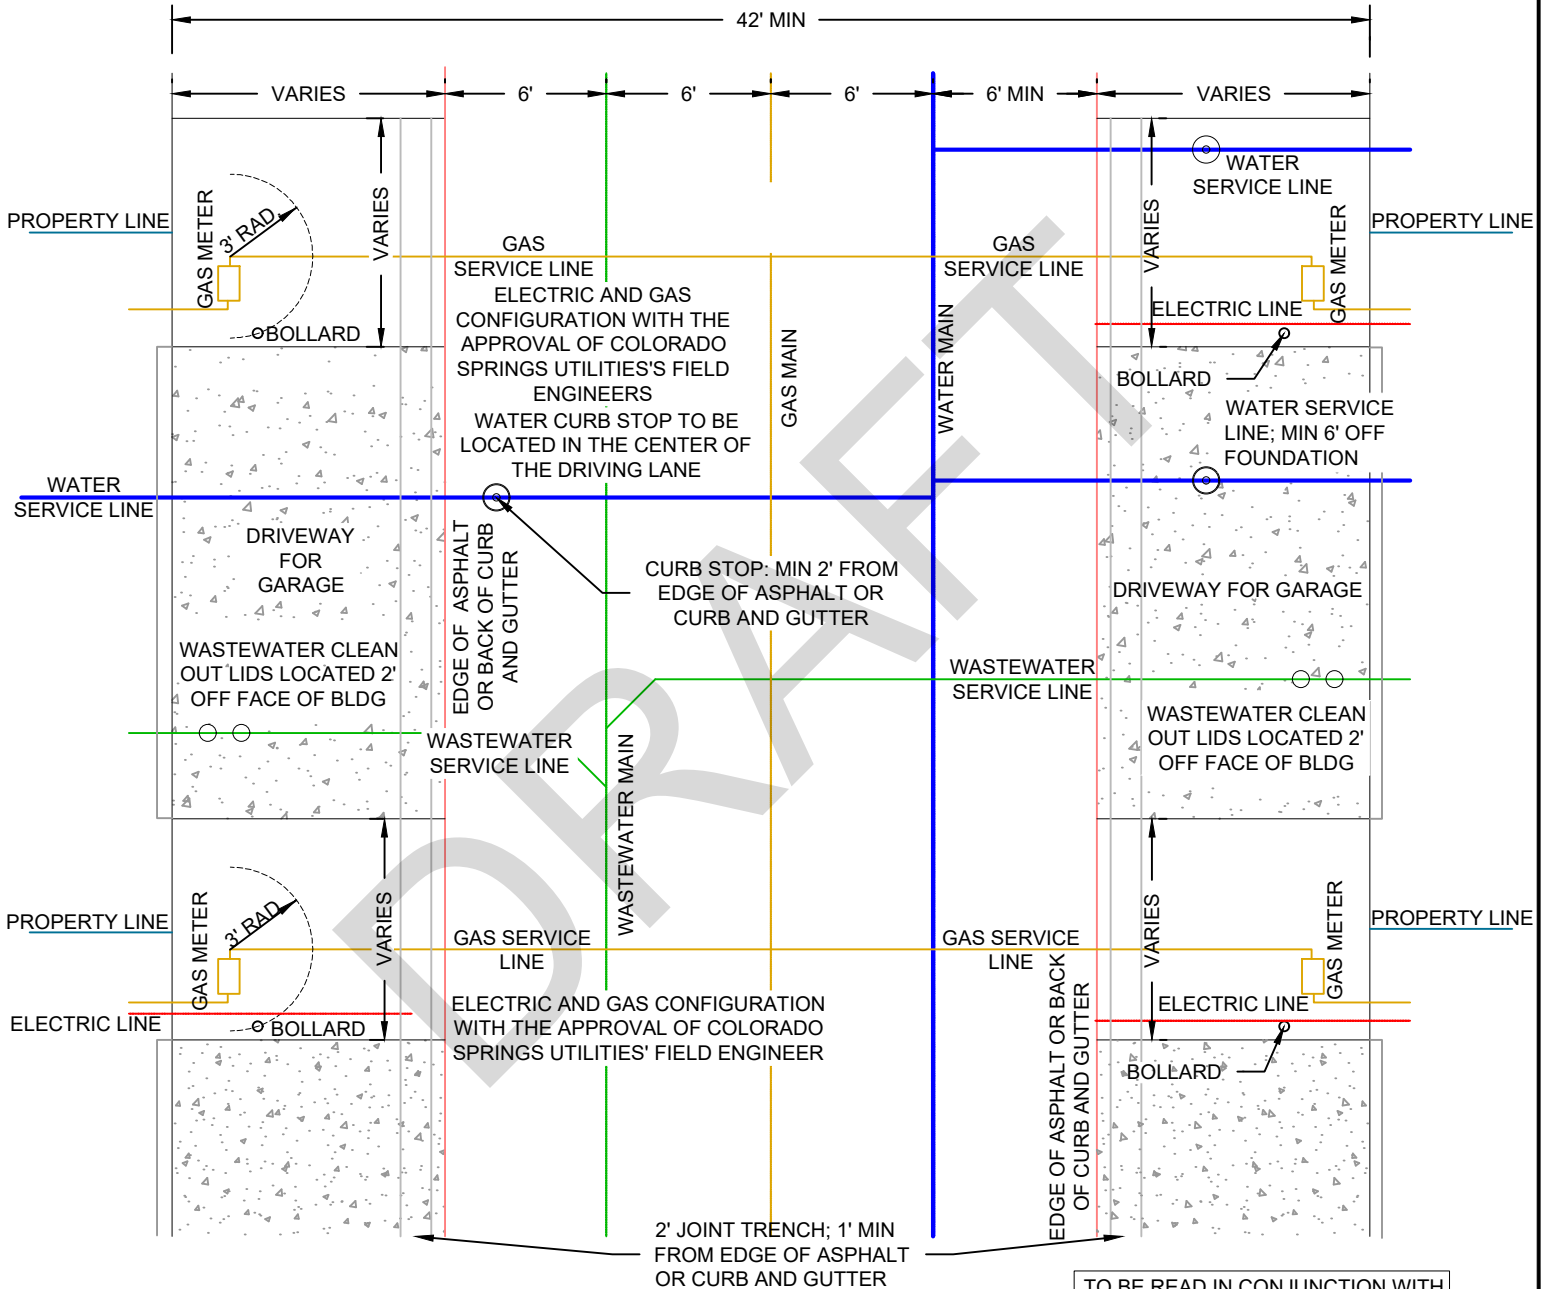 42' MIN
VARIES
6'
6'
6'
6' MIN
VARIES
WATER
SERVICE LINE
PROPERTY LINE
GAS METER
3' RAD.
VARIES
GAS
SERVICE LINE
GAS
SERVICE LINE
VARIES
GAS METER
PROPERTY LINE
ELECTRIC AND GAS
CONFIGURATION WITH THE
APPROVAL OF COLORADO
SPRINGS UTILITIES'S FIELD
ENGINEERS
BOLLARD
GAS MAIN
WATER MAIN
ELECTRIC LINE
BOLLARD
WATER CURB STOP TO BE
LOCATED IN THE CENTER OF
THE DRIVING LANE
WATER SERVICE
LINE; MIN 6' OFF
FOUNDATION
WATER
SERVICE LINE
DRIVEWAY
FOR
GARAGE
EDGE OF ASPHALT
OR BACK OF CURB
AND GUTTER
CURB STOP: MIN 2' FROM
EDGE OF ASPHALT OR
CURB AND GUTTER
DRIVEWAY FOR GARAGE
WASTEWATER CLEAN
OUT LIDS LOCATED 2'
OFF FACE OF BLDG
WASTEWATER
SERVICE LINE
WASTEWATER
SERVICE LINE
WASTEWATER MAIN
WASTEWATER CLEAN
OUT LIDS LOCATED 2'
OFF FACE OF BLDG
DRAFT
PROPERTY LINE
GAS METER
3' RAD.
VARIES
GAS SERVICE
LINE
GAS SERVICE
LINE
VARIES
GAS METER
PROPERTY LINE
ELECTRIC LINE
BOLLARD
ELECTRIC AND GAS CONFIGURATION
WITH THE APPROVAL OF COLORADO
SPRINGS UTILITIES' FIELD ENGINEER
EDGE OF ASPHALT OR BACK
OF CURB AND GUTTER
ELECTRIC LINE
BOLLARD
2' JOINT TRENCH; 1' MIN
FROM EDGE OF ASPHALT
OR CURB AND GUTTER
TO BE READ IN CONJUNCTION WITH